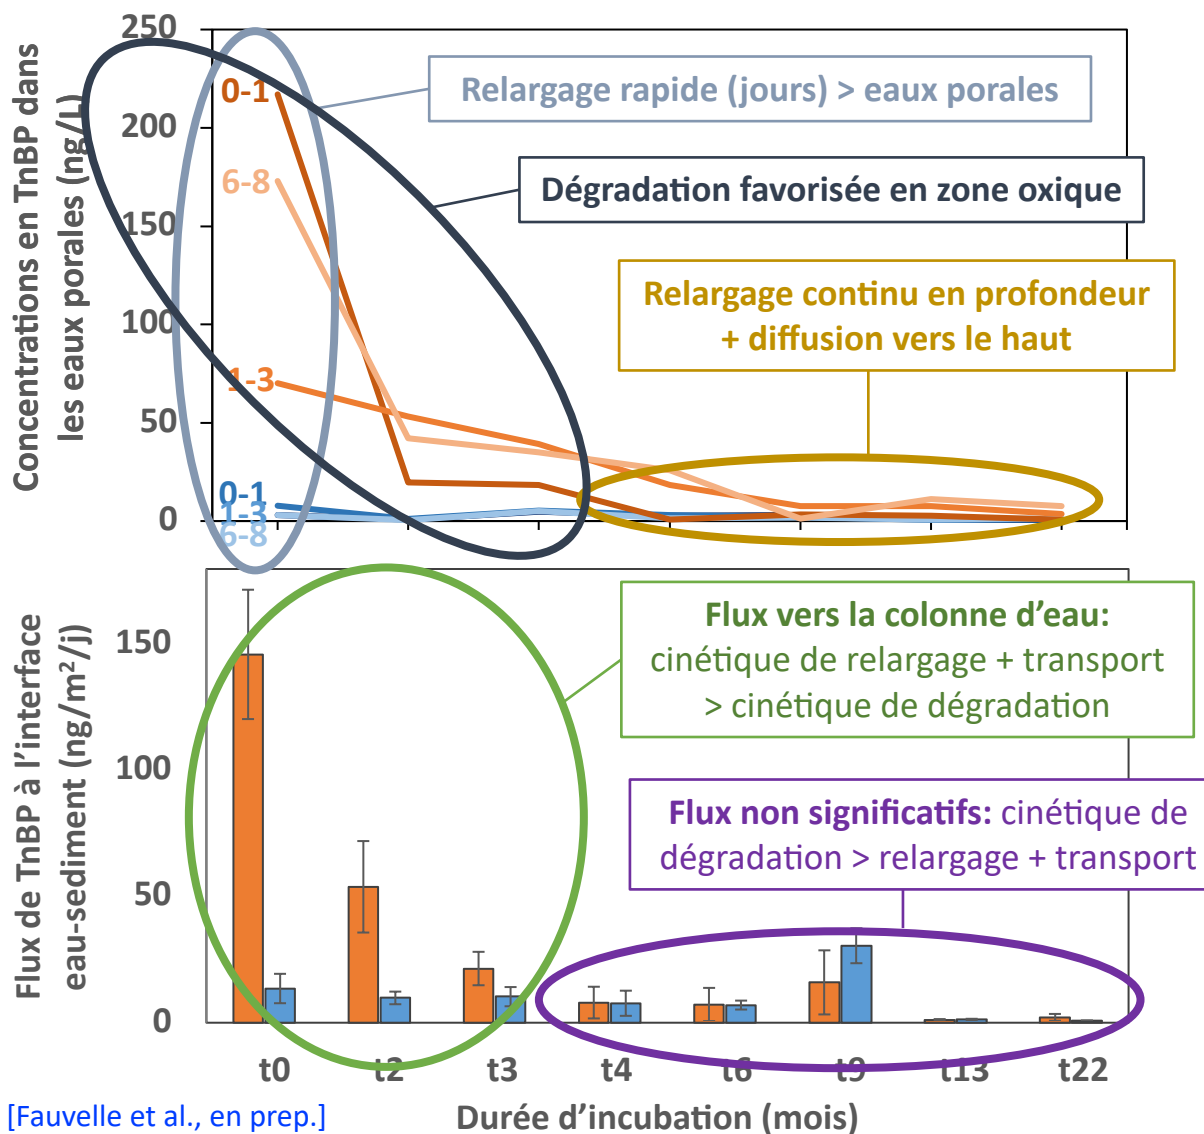 Concentrations en TnBP dans
les eaux porales (ng/L)
250
200
150
100
50
0
0-1
6-8
1-3
0-1
1-3
6-8
Relargage rapide (jours) > eaux porales
Dégradation favorisée en zone oxique
Relargage continu en profondeur
+ diffusion vers le haut
Flux de TnBP à l’interface
eau-sediment (ng/m²/j)
150
100
50
0
Flux vers la colonne d’eau:
cinétique de relargage + transport
> cinétique de dégradation
Flux non significatifs: cinétique de
dégradation > relargage + transport
t0 t2 t3 t4 t6 t9 t13 t22
Durée d’incubation (mois)
[Fauvelle et al., en prep.]